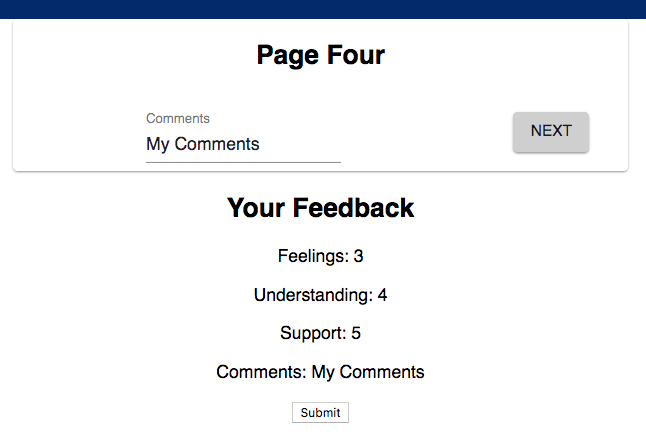 Page Four
Comments
My Comments
NEXT
Your Feedback
Feelings: 3
Understanding: 4
Support: 5
Comments: My Comments
Submit